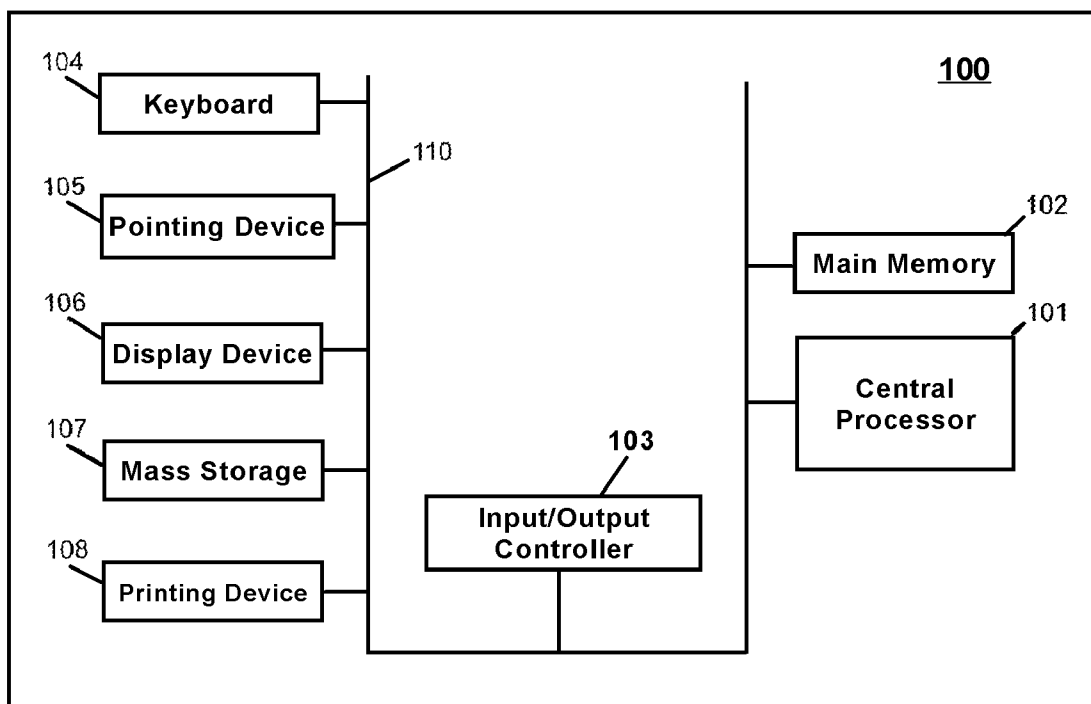 100
104
Keyboard
110
105
Pointing Device
102
Main Memory
106
Display Device
101
Central
Processor
107
Mass Storage
103
Input/Output
Controller
108
Printing Device